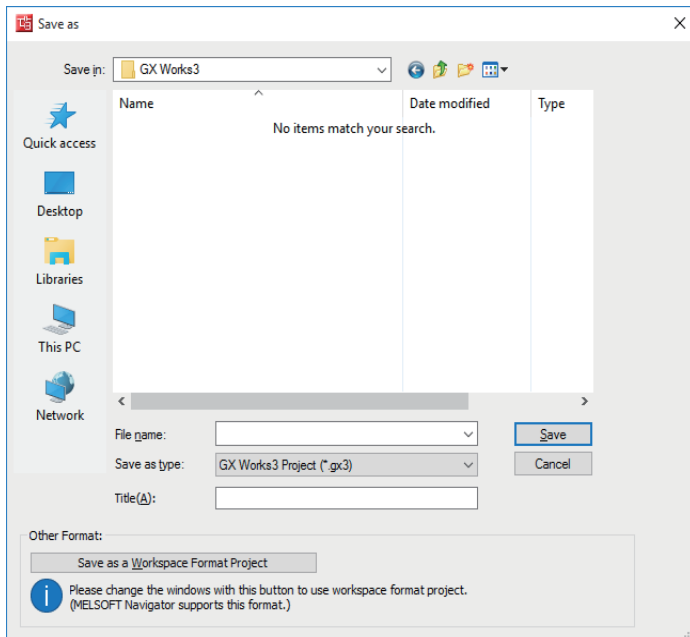 Save as
Save in:
GX Works3
Name
Date modified
Type
No items match your search.
Quick access
Desktop
Libraries
This PC
Network
File name:
Save
Save as type:
GX Works3 Project (*.gx3)
Cancel
Title(A):
Other Format:
Save as a Workspace Format Project
Please change the windows with this button to use workspace format project.
(MELSOFT Navigator supports this format.)